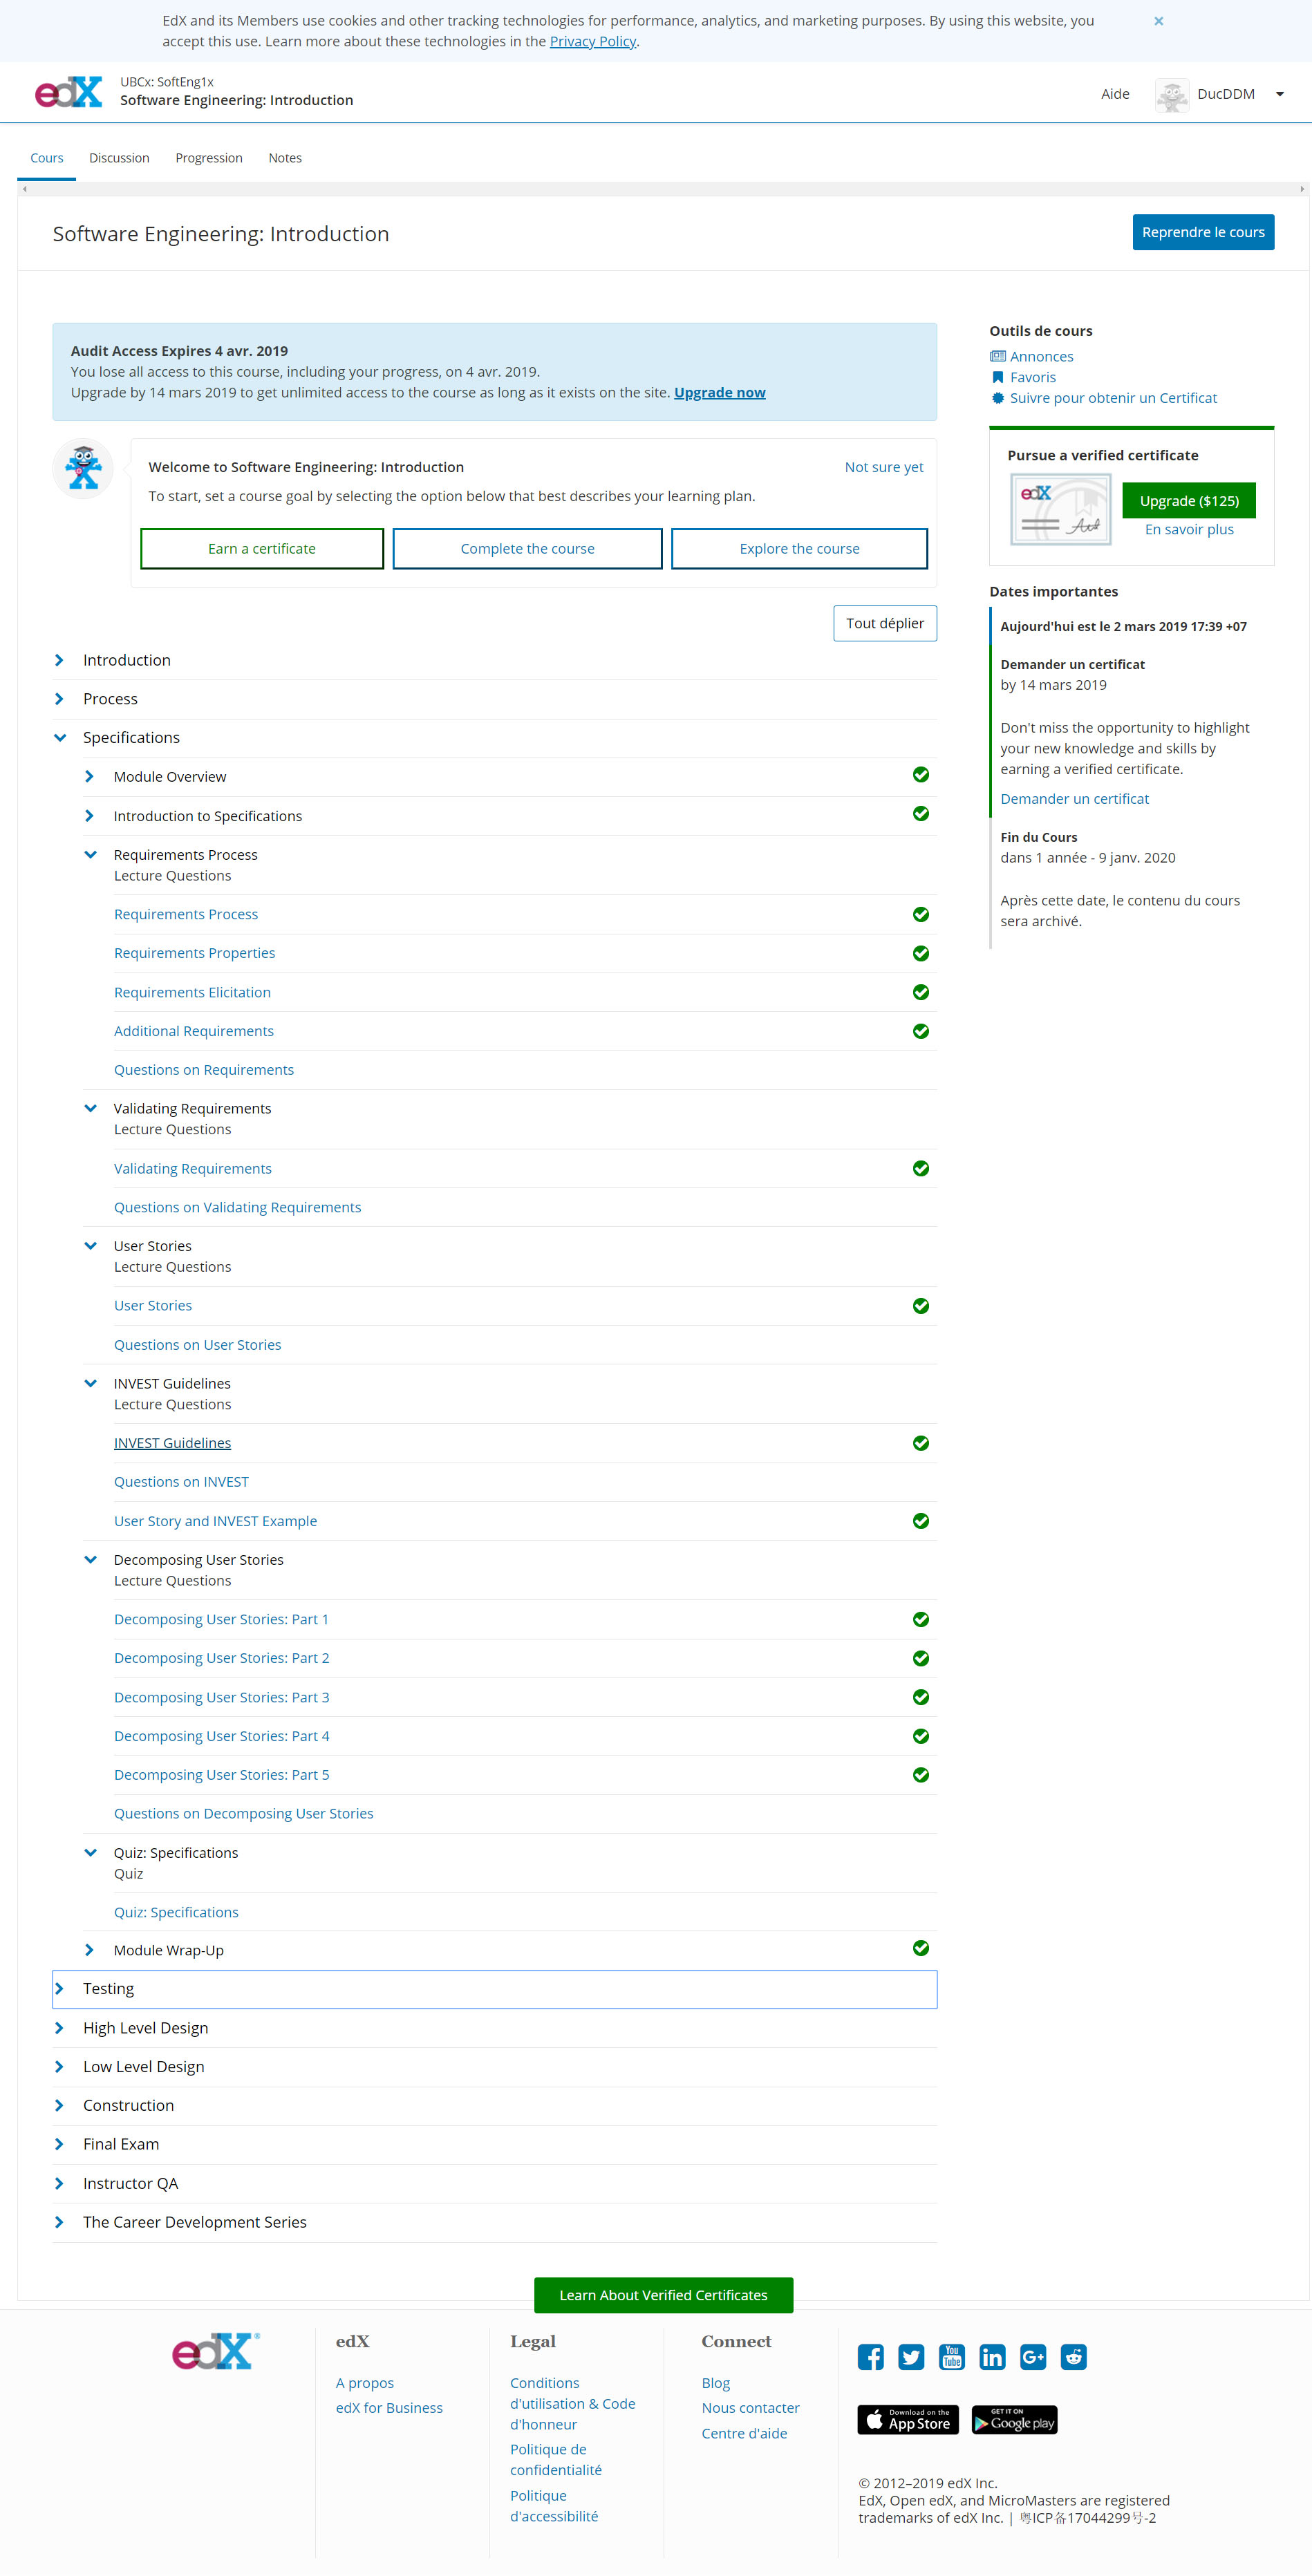 EdX and its Members use cookies and other tracking technologies for performance, analytics, and marketing purposes. By using this website, you
accept this use. Learn more about these technologies in the Privacy Policy.
×
edX
UBCx: SoftEng1x
Software Engineering: Introduction
Aide
DucDDM
Cours
Discussion
Progression
Notes
Software Engineering: Introduction
Reprendre le cours
Audit Access Expires 4 avr. 2019
You lose all access to this course, including your progress, on 4 avr. 2019.
Upgrade by 14 mars 2019 to get unlimited access to the course as long as it exists on the site. Upgrade now
Welcome to Software Engineering: Introduction
Not sure yet
To start, set a course goal by selecting the option below that best describes your learning plan.
Earn a certificate
Complete the course
Explore the course
Tout déplier
Introduction
Process
Specifications
Module Overview
Introduction to Specifications
Requirements Process
Lecture Questions
Requirements Process
Requirements Properties
Requirements Elicitation
Additional Requirements
Questions on Requirements
Validating Requirements
Lecture Questions
Validating Requirements
Questions on Validating Requirements
User Stories
Lecture Questions
User Stories
Questions on User Stories
INVEST Guidelines
Lecture Questions
INVEST Guidelines
Questions on INVEST
User Story and INVEST Example
Decomposing User Stories
Lecture Questions
Decomposing User Stories: Part 1
Decomposing User Stories: Part 2
Decomposing User Stories: Part 3
Decomposing User Stories: Part 4
Decomposing User Stories: Part 5
Questions on Decomposing User Stories
Quiz: Specifications
Quiz
Quiz: Specifications
Module Wrap-Up
Testing
High Level Design
Low Level Design
Construction
Final Exam
Instructor QA
The Career Development Series
Outils de cours
Annonces
Favoris
Suivre pour obtenir un Certificat
Pursue a verified certificate
edX
Upgrade ($125)
En savoir plus
Dates importantes
Aujourd'hui est le 2 mars 2019 17:39 +07
Demander un certificat
by 14 mars 2019
Don't miss the opportunity to highlight
your new knowledge and skills by
earning a verified certificate.
Demander un certificat
Fin du Cours
dans 1 année - 9 janv. 2020
Après cette date, le contenu du cours
sera archivé.
Learn About Verified Certificates
edX®
edX
A propos
edX for Business
Legal
Conditions
d'utilisation & Code
d'honneur
Politique de
confidentialité
Politique
d'accessibilité
Connect
Blog
Nous contacter
Centre d'aide
You
Tube
in
G+
Download on the
App Store
GET IT ON
Google play
© 2012–2019 edX Inc.
EdX, Open edX, and MicroMasters are registered
trademarks of edX Inc. | 粤ICP备17044299号-2